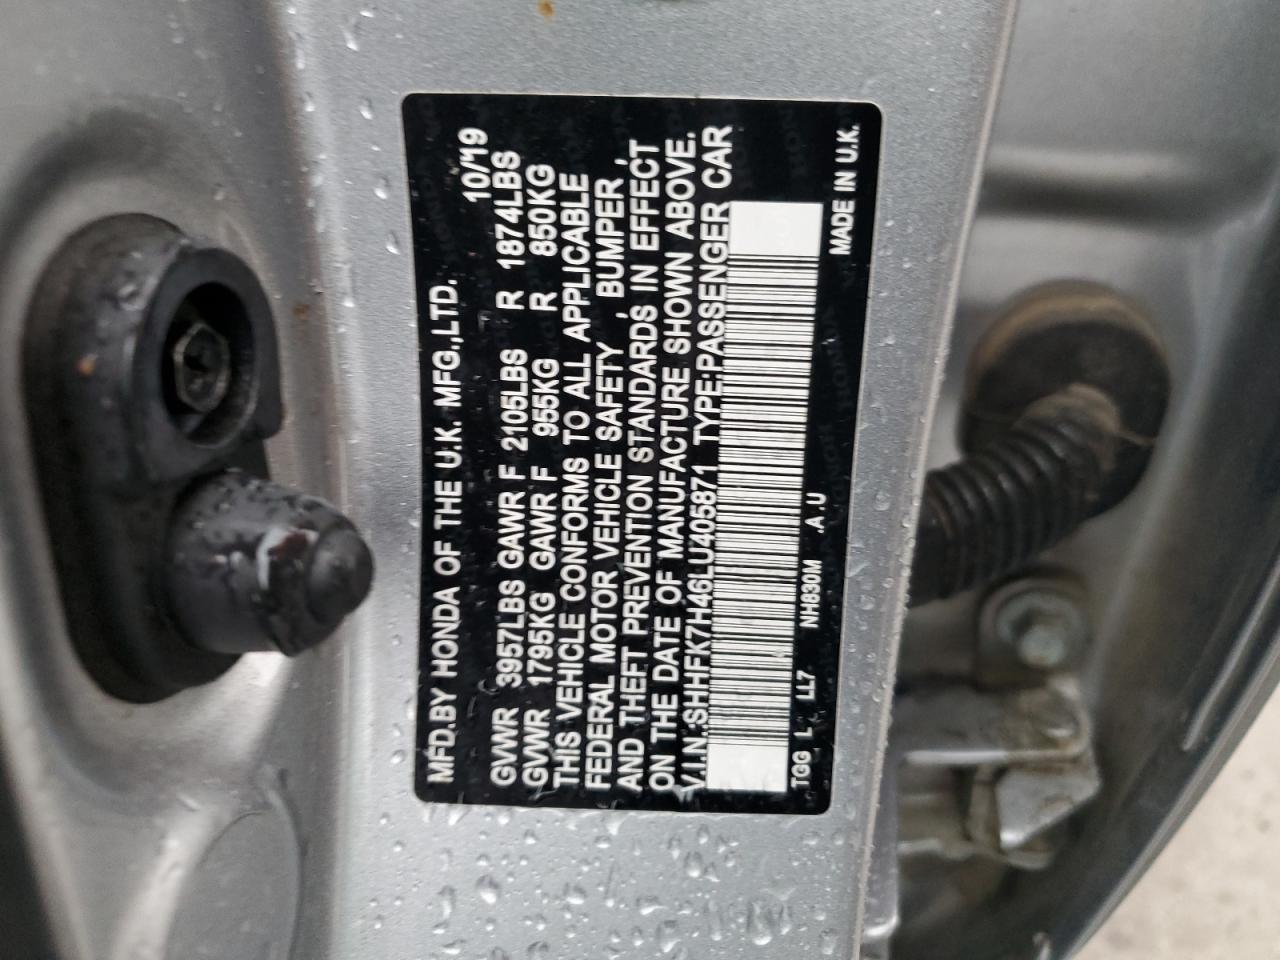 MFD.BY HONDA OF THE U.K. MFG.,LTD. 10/'19
GVWR 3957LBS GAWR F 2105LBS R 1874LBS
GVWR 1795KG GAWR F 955KG R 850KG
THIS VEHICLE CONFORMS TO ALL APPLICABLE
FEDERAL MOTOR VEHICLE SAFETY, BUMPER,
AND THEFT PREVENTION STANDARDS IN EFFECT
ON THE DATE OF MANUFACTURE SHOWN ABOVE.
V.I.N.:SHHFK7H46LU405871 TYPE:PASSENGER CAR
TGG L LL7 NH830M .A.U MADE IN U.K.